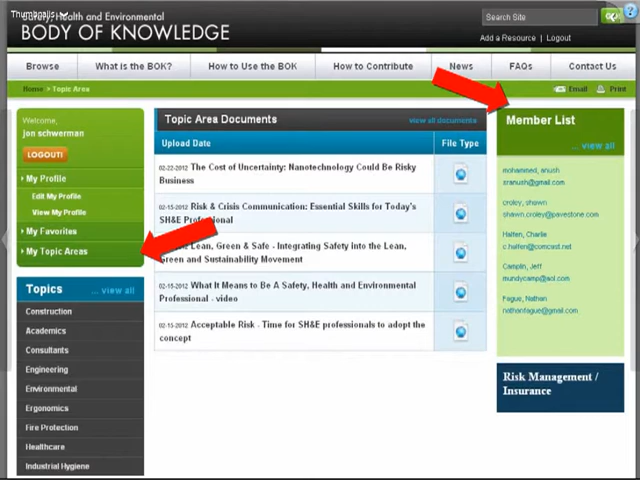 Thumbnails
Safety, Health and Environmental
BODY OF KNOWLEDGE
Search Site
Add a Resource | Logout
Browse
What is the BOK?
How to Use the BOK
How to Contribute
News
FAQs
Contact Us
Home > Topic Area
Email
Print
Welcome,
jon schwerman
LOGOUT!
My Profile
Edit My Profile
View My Profile
My Favorites
My Topic Areas
Topics
... view all
Construction
Academics
Consultants
Engineering
Environmental
Ergonomics
Fire Protection
Healthcare
Industrial Hygiene
Topic Area Documents
view all documents
Upload Date
File Type
02-22-2012 The Cost of Uncertainty: Nanotechnology Could Be Risky
Business
02-15-2012 Risk & Crisis Communication: Essential Skills for Today's
SH&E Professional
Lean, Green & Safe - Integrating Safety into the Lean,
Green and Sustainability Movement
02-15-2012 What It Means to Be A Safety, Health and Environmental
Professional - video
02-15-2012 Acceptable Risk - Time for SH&E professionals to adopt the
concept
Member List
... view all
mohammed, anush
aranush@gmail.com
croley, shawn
shawn.croley@pavestone.com
Halfen, Charlie
c.halfen@comcast.net
Camplin, Jeff
mundycamp@aol.com
Fague, Nathan
nathanfague@gmail.com
Risk Management /
Insurance